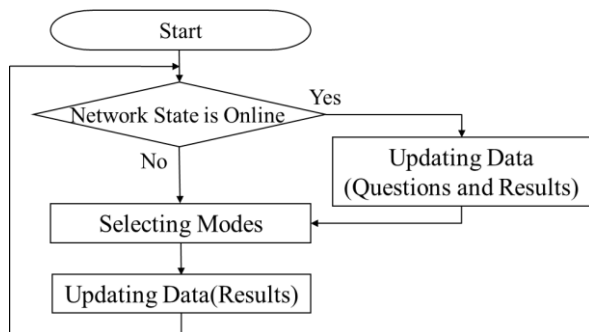 Start
Network State is Online
Yes
No
Updating Data
(Questions and Results)
Selecting Modes
Updating Data(Results)